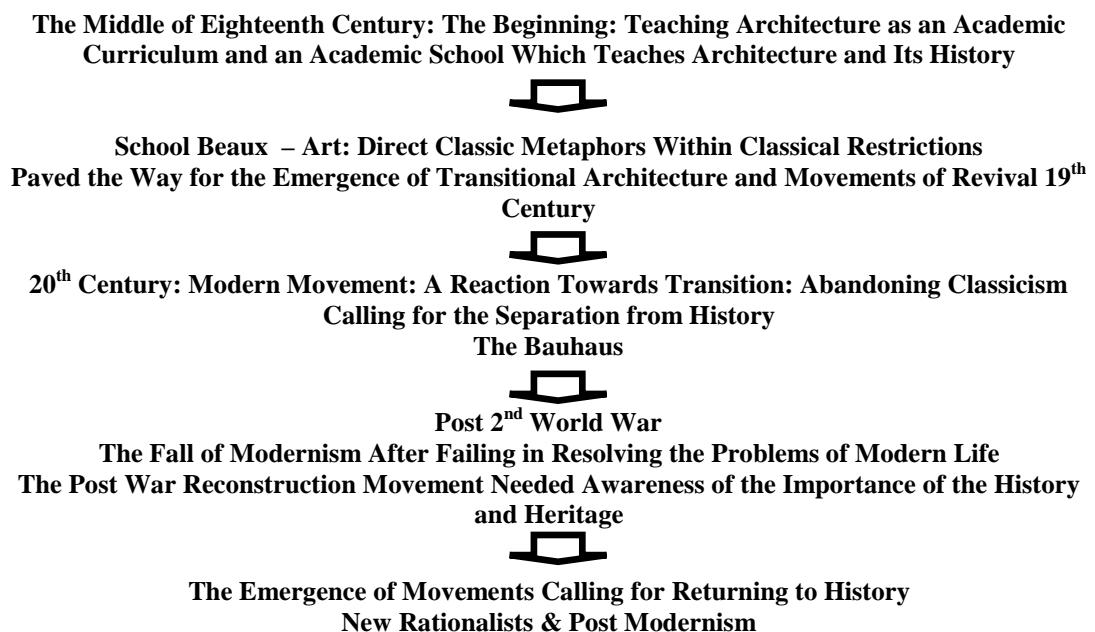 The Middle of Eighteenth Century: The Beginning: Teaching Architecture as an Academic
Curriculum and an Academic School Which Teaches Architecture and Its History
School Beaux – Art: Direct Classic Metaphors Within Classical Restrictions
Paved the Way for the Emergence of Transitional Architecture and Movements of Revival 19th
Century
20th Century: Modern Movement: A Reaction Towards Transition: Abandoning Classicism
Calling for the Separation from History
The Bauhaus
Post 2nd World War
The Fall of Modernism After Failing in Resolving the Problems of Modern Life
The Post War Reconstruction Movement Needed Awareness of the Importance of the History
and Heritage
The Emergence of Movements Calling for Returning to History
New Rationalists & Post Modernism